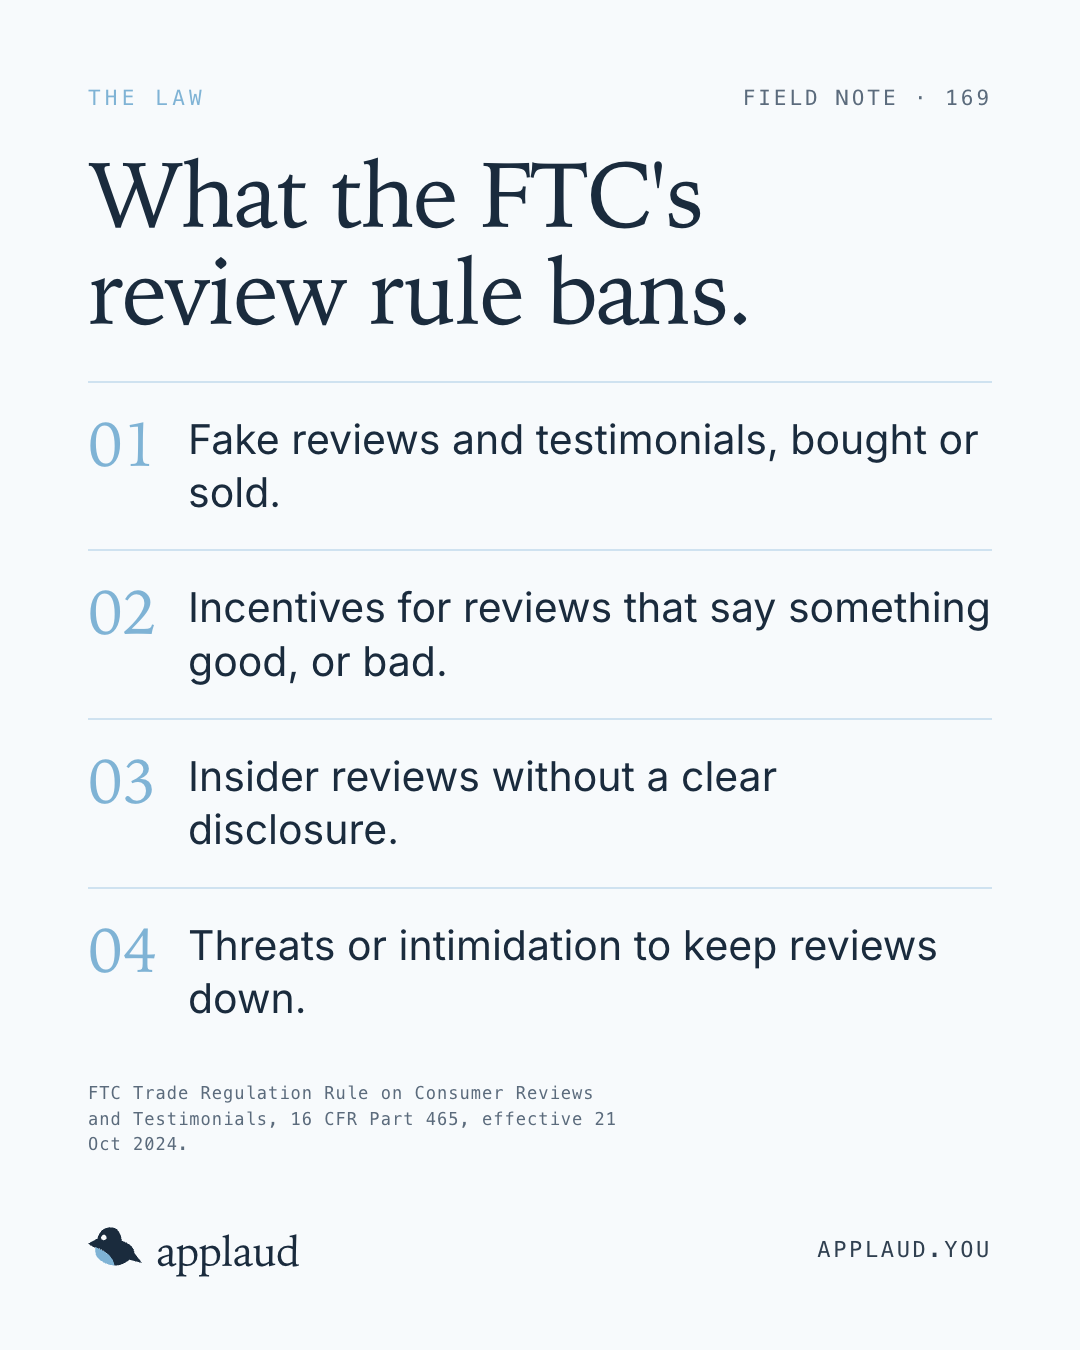 THE LAW
FIELD NOTE · 169
What the FTC's
review rule bans.
01 Fake reviews and testimonials, bought or
sold.
02 Incentives for reviews that say something
good, or bad.
03 Insider reviews without a clear
disclosure.
04 Threats or intimidation to keep reviews
down.
FTC Trade Regulation Rule on Consumer Reviews
and Testimonials, 16 CFR Part 465, effective 21
Oct 2024.
applaud
APPLAUD.YOU